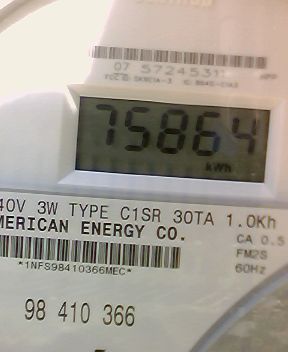 07 5724531
75864
kWh
40V 3W TYPE C1SR 30TA 1.0Kh
MERICAN ENERGY CO.
CA 0.5
*1NFS98410366MEC*
FM2S
60Hz
98 410 366